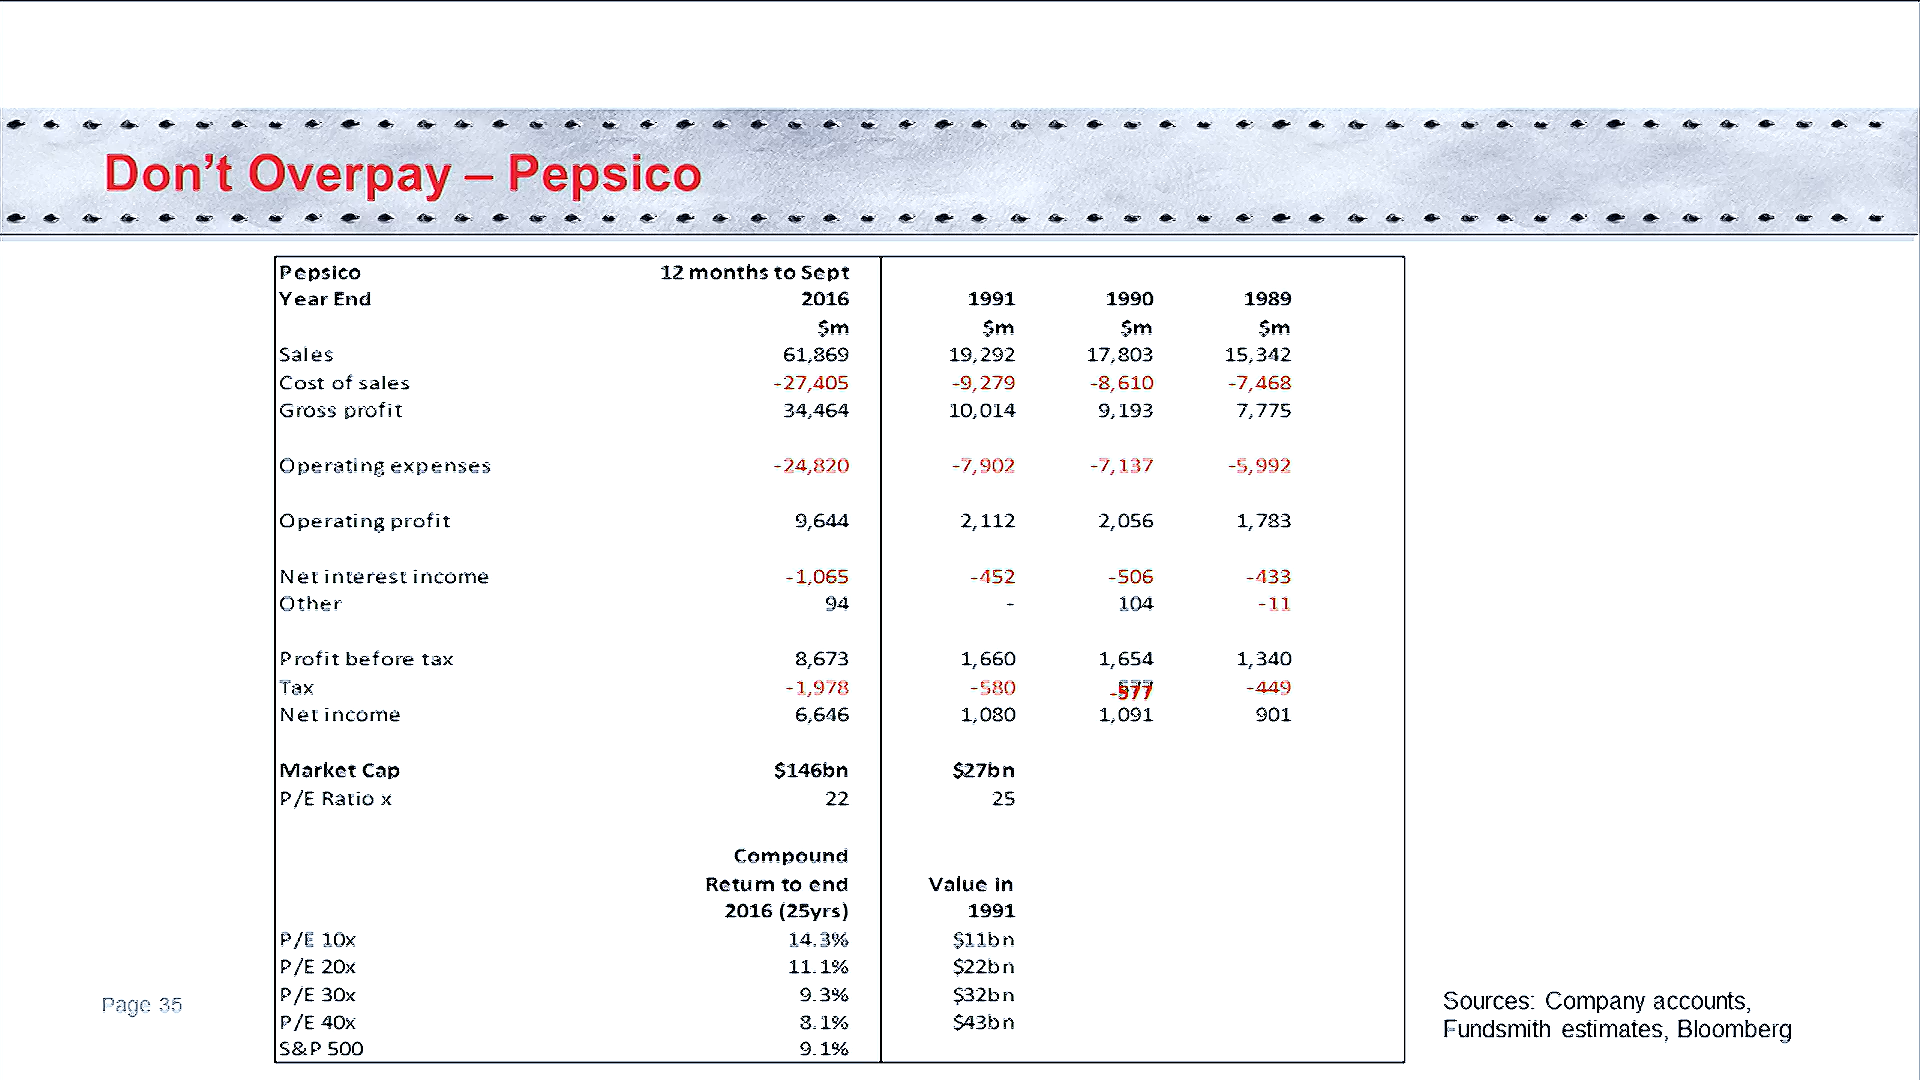 Don't Overpay – Pepsico
Pepsico 12 months to Sept
Year End 2016 1991 1990 1989
$m $m $m $m
Sales 61,869 19,292 17,803 15,342
Cost of sales -27,405 -9,279 -8,610 -7,468
Gross profit 34,464 10,014 9,193 7,775
Operating expenses -24,820 -7,902 -7,137 -5,992
Operating profit 9,644 2,112 2,056 1,783
Net interest income -1,065 -452 -506 -433
Other 94 - 104 -11
Profit before tax 8,673 1,660 1,654 1,340
Tax -1,978 -580 -577 -449
Net income 6,646 1,080 1,091 901
Market Cap $146bn $27bn
P/E Ratio x 22 25
Compound
Return to end Value in
2016 (25yrs) 1991
P/E 10x 14.3% $11bn
P/E 20x 11.1% $22bn
P/E 30x 9.3% $32bn
P/E 40x 8.1% $43bn
S&P 500 9.1%
Page 35
Sources: Company accounts,
Fundsmith estimates, Bloomberg